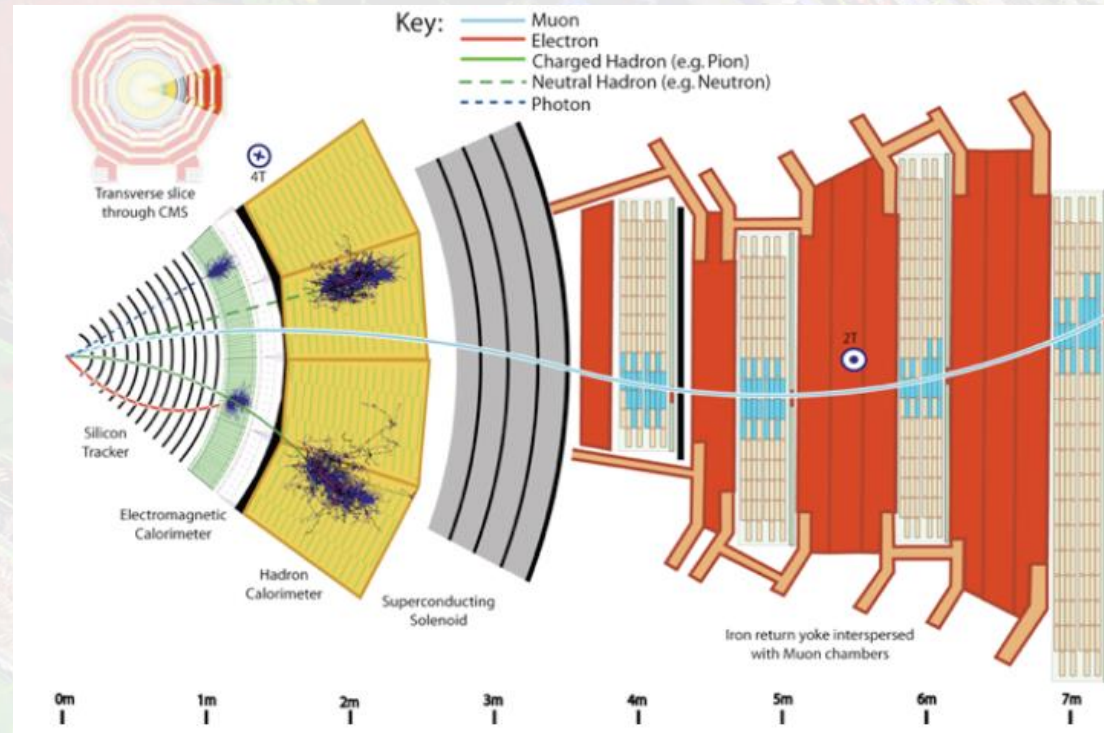 Key:
Muon
Electron
Charged Hadron (e.g. Pion)
Neutral Hadron (e.g. Neutron)
Photon
Transverse slice
through CMS
4T
2T
Silicon
Tracker
Electromagnetic
Calorimeter
Hadron
Calorimeter
Superconducting
Solenoid
Iron return yoke interspersed
with Muon chambers
0m 1m 2m 3m 4m 5m 6m 7m